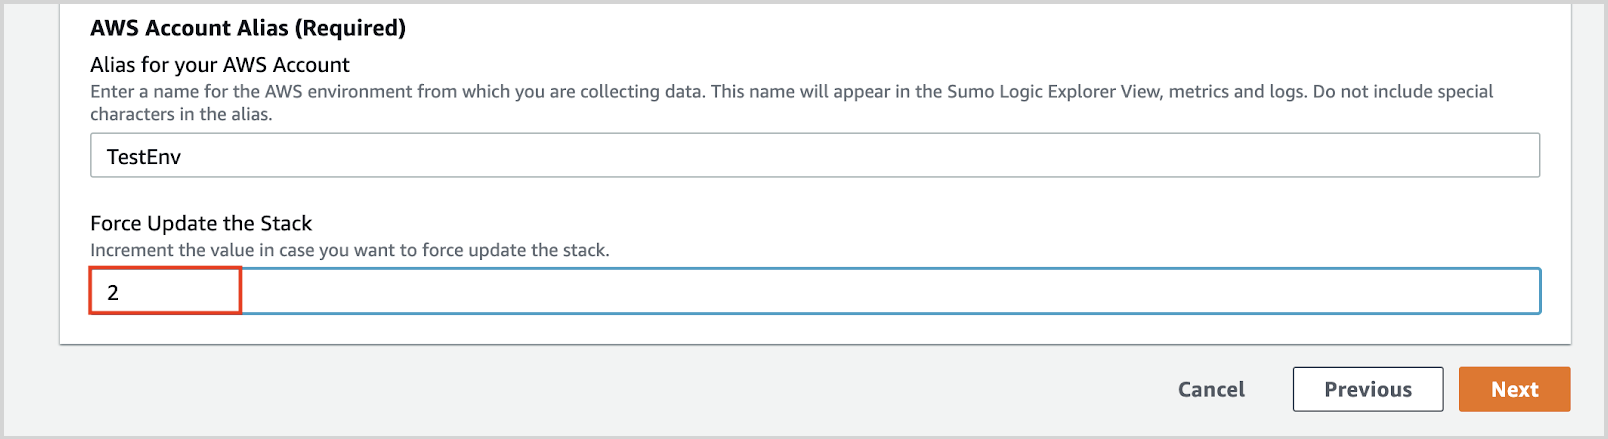 AWS Account Alias (Required)
Alias for your AWS Account
Enter a name for the AWS environment from which you are collecting data. This name will appear in the Sumo Logic Explorer View, metrics and logs. Do not include special
characters in the alias.
TestEnv
Force Update the Stack
Increment the value in case you want to force update the stack.
2
Cancel
Previous
Next